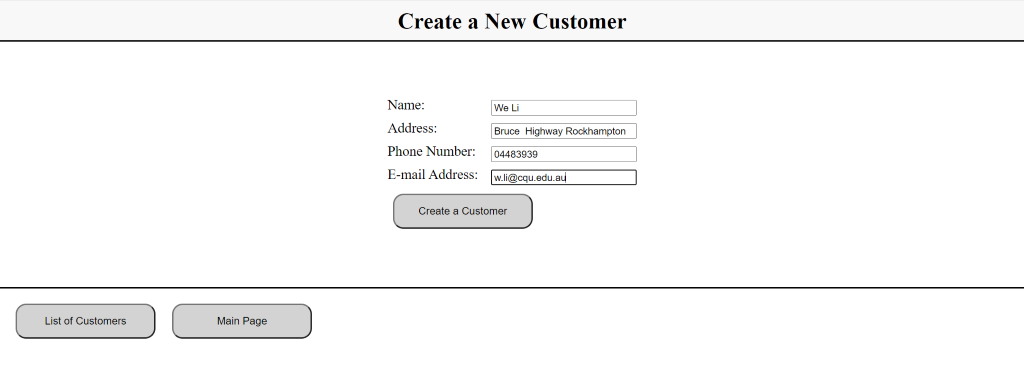 Create a New Customer
Name: We Li
Address: Bruce  Highway Rockhampton
Phone Number: 04483939
E-mail Address: w.li@cqu.edu.au
Create a Customer
List of Customers Main Page